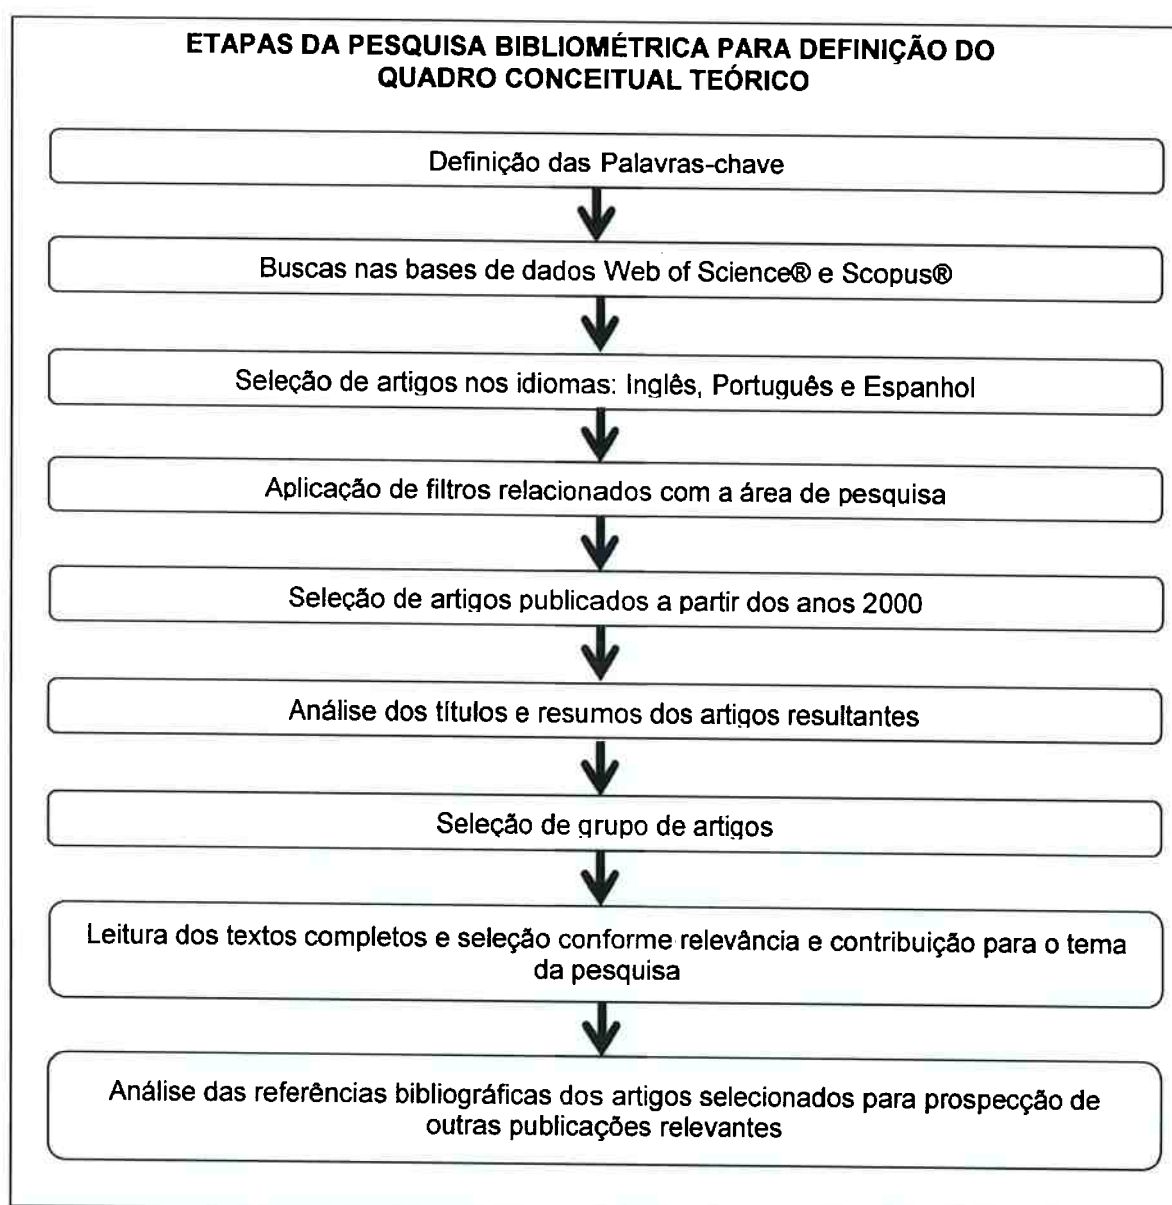 ETAPAS DA PESQUISA BIBLIOMÉTRICA PARA DEFINIÇÃO DO
QUADRO CONCEITUAL TEÓRICO
Definição das Palavras-chave
Buscas nas bases de dados Web of Science® e Scopus®
Seleção de artigos nos idiomas: Inglês, Português e Espanhol
Aplicação de filtros relacionados com a área de pesquisa
Seleção de artigos publicados a partir dos anos 2000
Análise dos títulos e resumos dos artigos resultantes
Seleção de grupo de artigos
Leitura dos textos completos e seleção conforme relevância e contribuição para o tema
da pesquisa
Análise das referências bibliográficas dos artigos selecionados para prospecção de
outras publicações relevantes